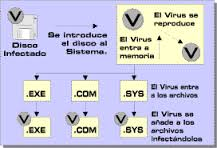 V
Disco
Infectado
Se introduce
el disco al
Sistema.
El Virus se
reproduce
V
El Virus
entra a
memoria
.EXE
.COM
.SYS
El Virus entra
a los archivos
V
.EXE
V
.COM
V
.SYS
El Virus se
añade a los
archivos
infectándolos